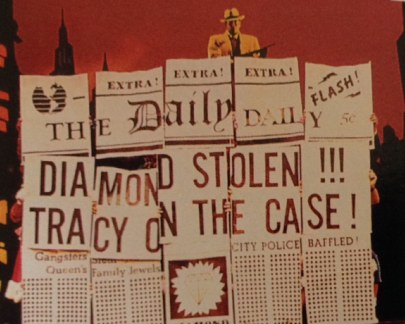 EXTRA! EXTRA! EXTRA! FLASH!
THE Daily DAILY 5¢
DIAMOND STOLEN !!!
TRACY ON THE CASE!
Gangsters
Queen's Family Jewels
CITY POLICE BAFFLED!